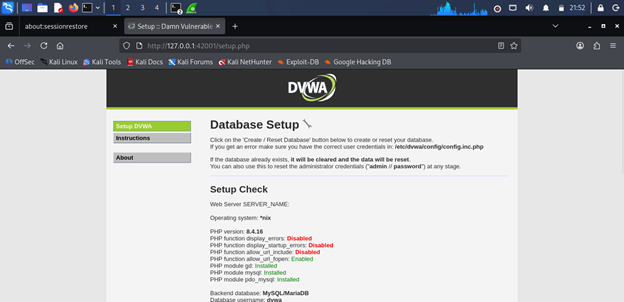 1 2 3 4
21:52
about:sessionrestore
Setup :: Damn Vulnerable
http://127.0.0.1:42001/setup.php
OffSec Kali Linux Kali Tools Kali Docs Kali Forums Kali NetHunter Exploit-DB Google Hacking DB
DVWA
Setup DVWA
Instructions
About
Database Setup
Click on the 'Create / Reset Database' button below to create or reset your database.
If you get an error make sure you have the correct user credentials in: /etc/dvwa/config/config.inc.php
If the database already exists, it will be cleared and the data will be reset.
You can also use this to reset the administrator credentials ("admin // password") at any stage.
Setup Check
Web Server SERVER_NAME:
Operating system: *nix
PHP version: 8.4.16
PHP function display_errors: Disabled
PHP function display_startup_errors: Disabled
PHP function allow_url_include: Disabled
PHP function allow_url_fopen: Enabled
PHP module gd: Installed
PHP module mysql: Installed
PHP module pdo_mysql: Installed
Backend database: MySQL/MariaDB
Database username: dvwa